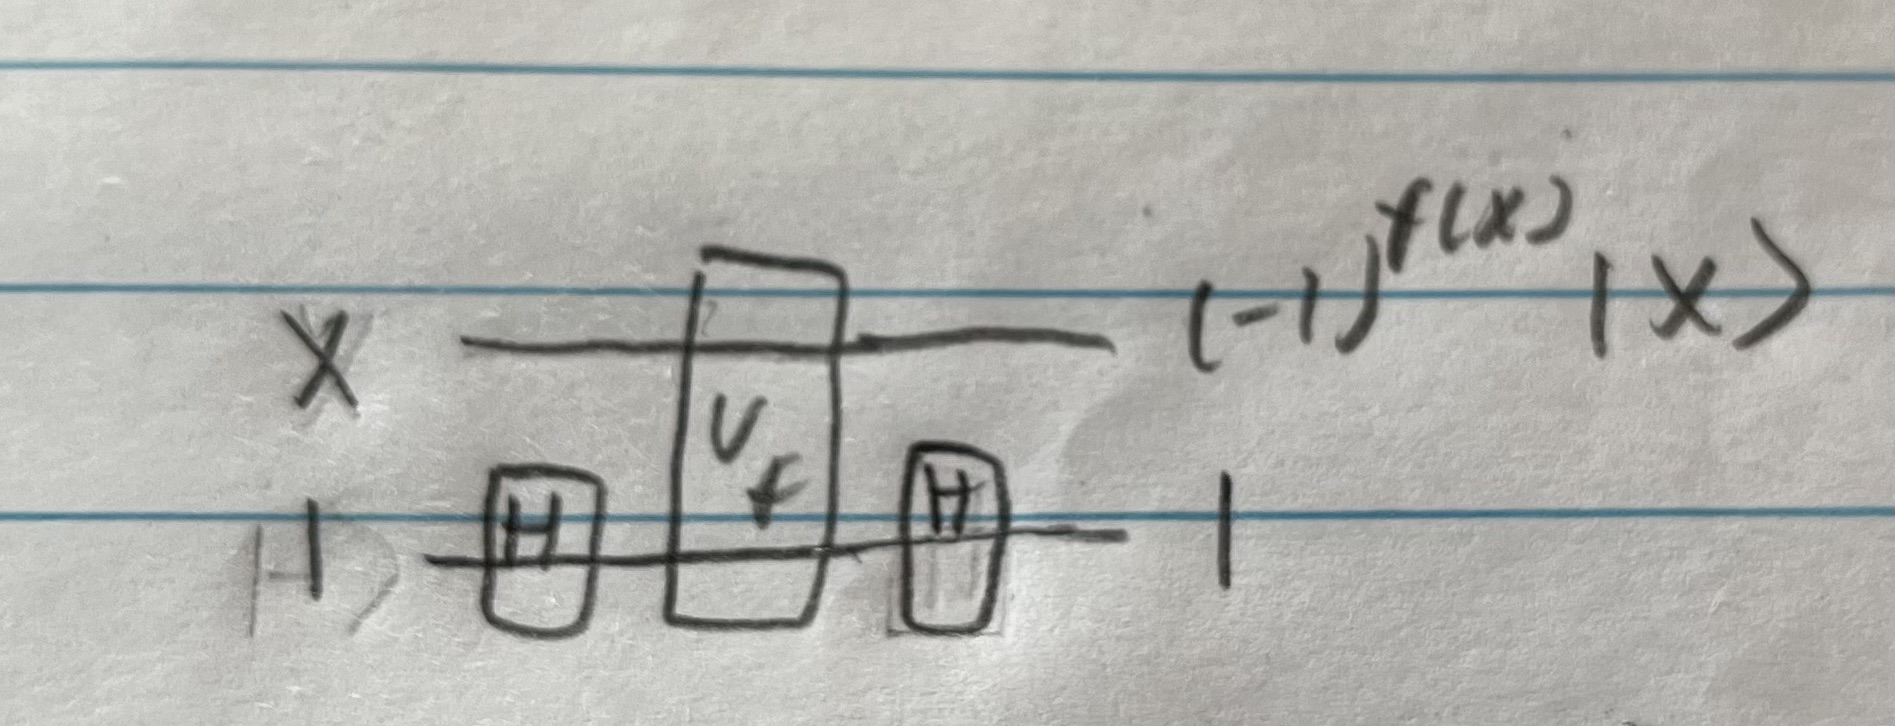 X (-1)^f(x) |X>
H U_f H
1 1